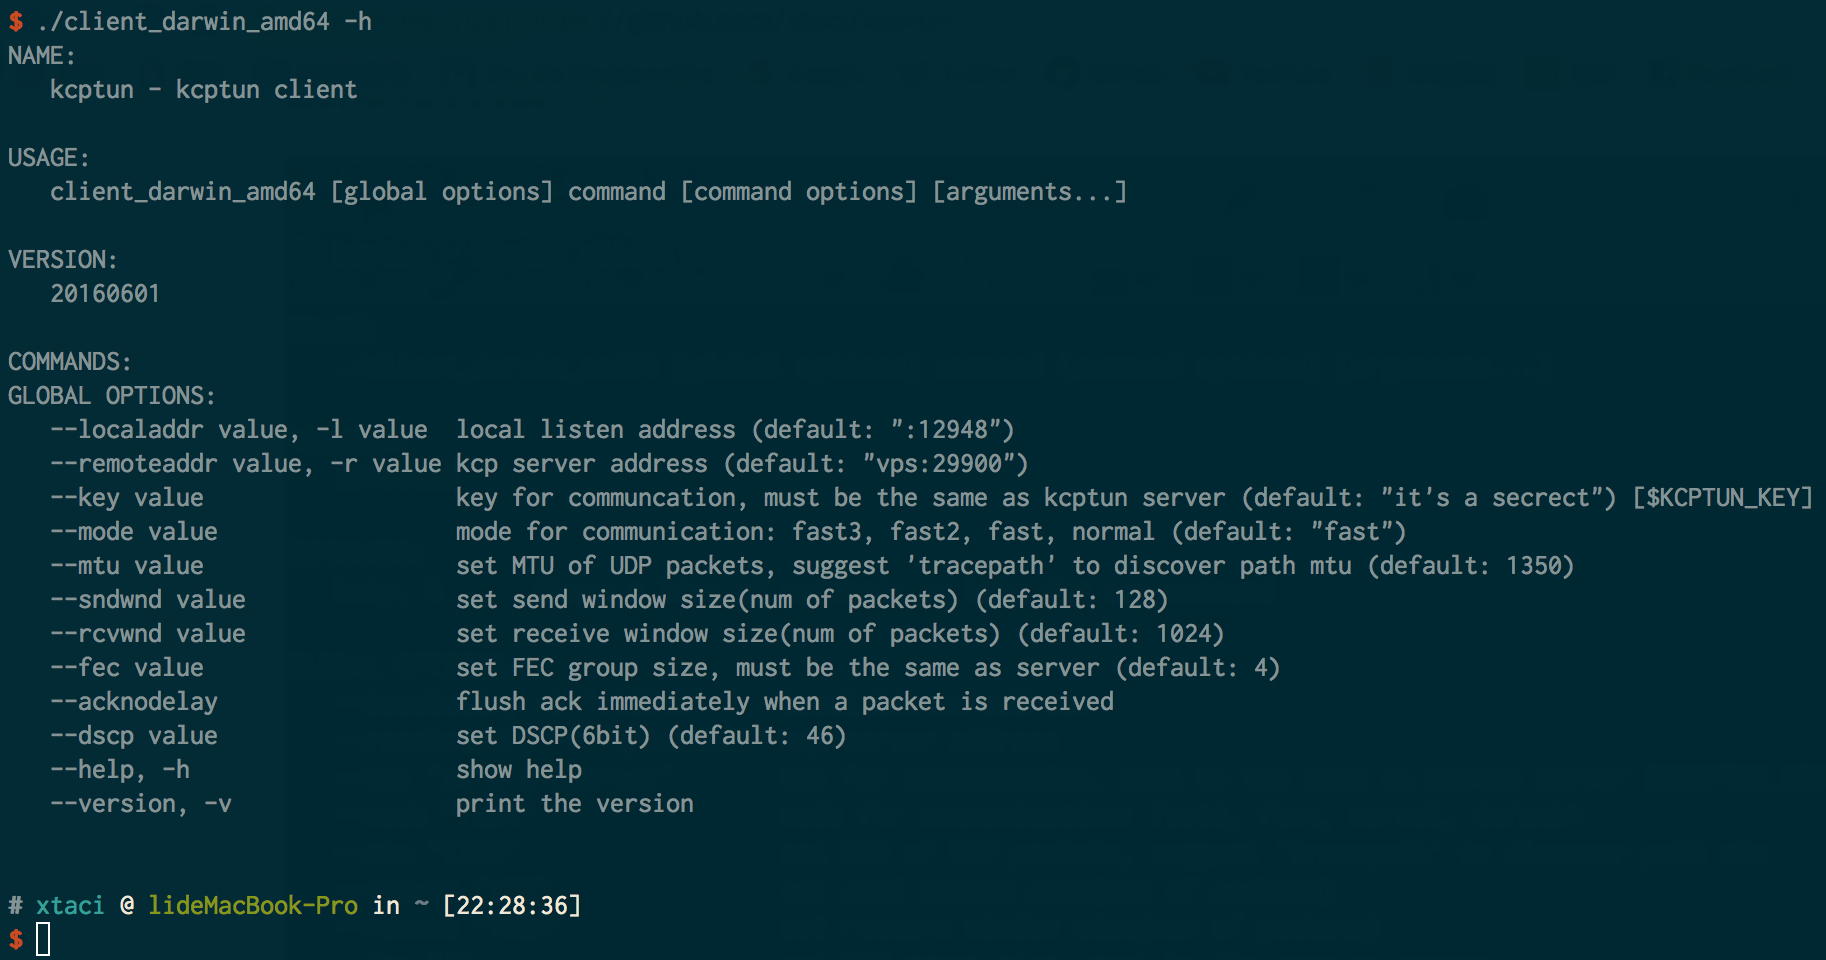 $ ./client_darwin_amd64 -h
NAME:
   kcptun - kcptun client

USAGE:
   client_darwin_amd64 [global options] command [command options] [arguments...]

VERSION:
   20160601

COMMANDS:
GLOBAL OPTIONS:
   --localaddr value, -l value  local listen address (default: ":12948")
   --remoteaddr value, -r value kcp server address (default: "vps:29900")
   --key value                  key for communcation, must be the same as kcptun server (default: "it's a secrect") [$KCPTUN_KEY]
   --mode value                 mode for communication: fast3, fast2, fast, normal (default: "fast")
   --mtu value                  set MTU of UDP packets, suggest 'tracepath' to discover path mtu (default: 1350)
   --sndwnd value               set send window size(num of packets) (default: 128)
   --rcvwnd value               set receive window size(num of packets) (default: 1024)
   --fec value                  set FEC group size, must be the same as server (default: 4)
   --acknodelay                 flush ack immediately when a packet is received
   --dscp value                 set DSCP(6bit) (default: 46)
   --help, -h                   show help
   --version, -v                print the version

# xtaci @ lideMacBook-Pro in ~ [22:28:36]
$